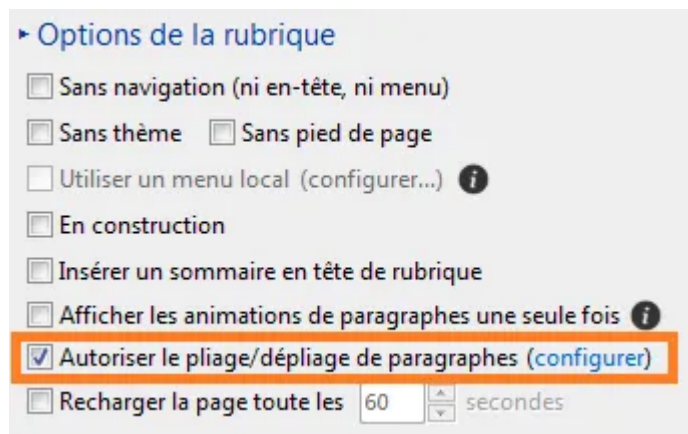 Options de la rubrique
Sans navigation (ni en-tête, ni menu)
Sans thème Sans pied de page
Utiliser un menu local (configurer...) i
En construction
Insérer un sommaire en tête de rubrique
Afficher les animations de paragraphes une seule fois i
Autoriser le pliage/dépliage de paragraphes (configurer)
Recharger la page toute les 60 secondes